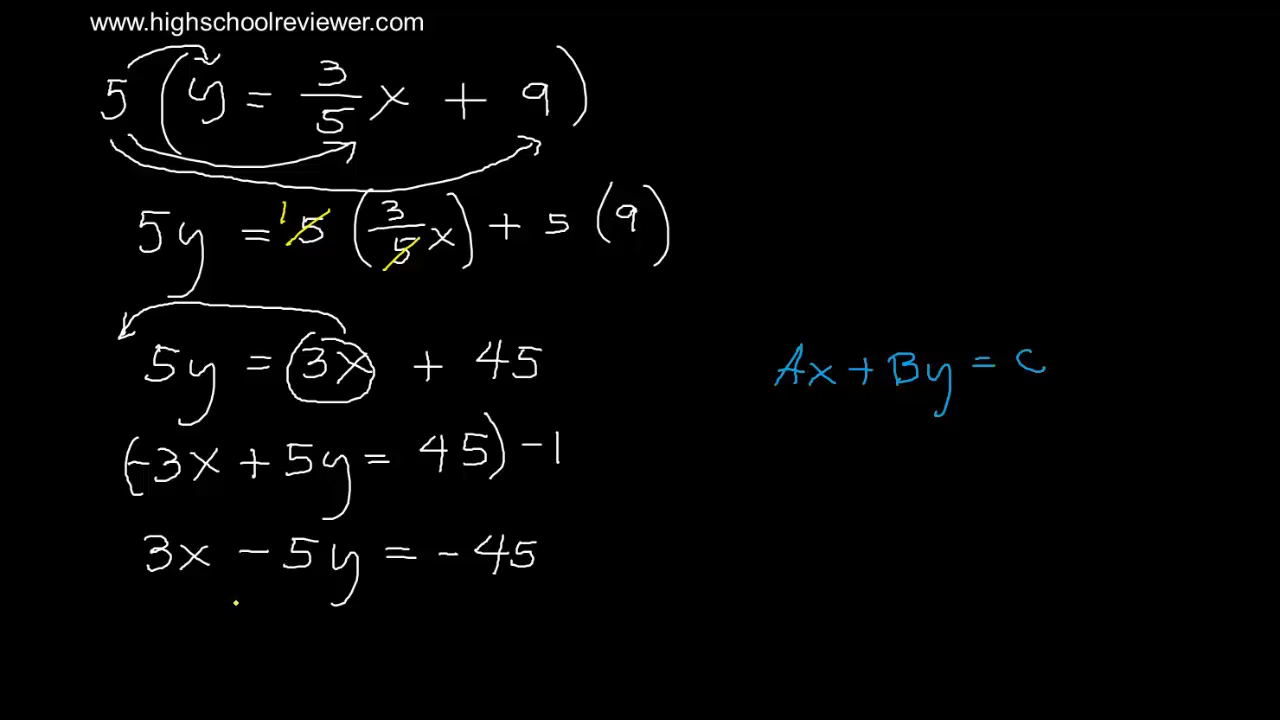 www.highschoolreviewer.com
5 (y = 3/5 x + 9)
5y = 1 5 (3/5 x) + 5 (9)
5y = 3x + 45
Ax + By = C
(-3x + 5y = 45) -1
3x - 5y = -45